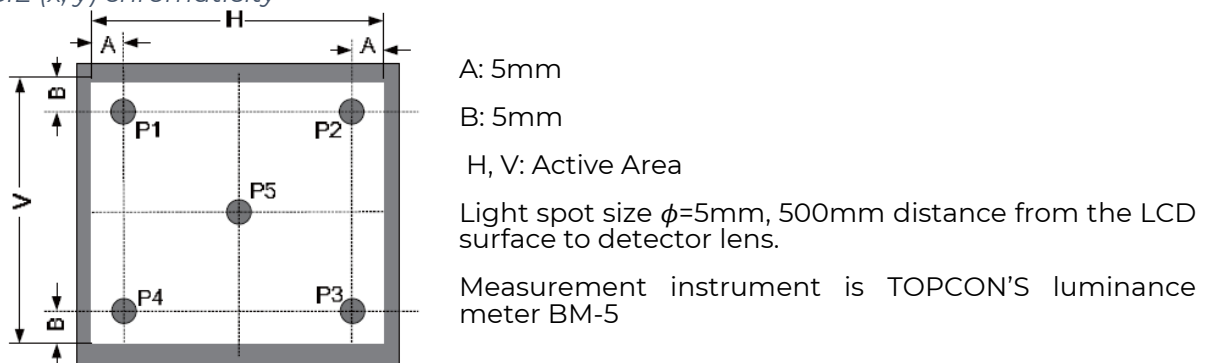 H
A
A
B
P1
P2
V
P5
P4
P3
B
A: 5mm
B: 5mm
H, V: Active Area
Light spot size ϕ=5mm, 500mm distance from the LCD
surface to detector lens.
Measurement instrument is TOPCON’S luminance
meter BM-5